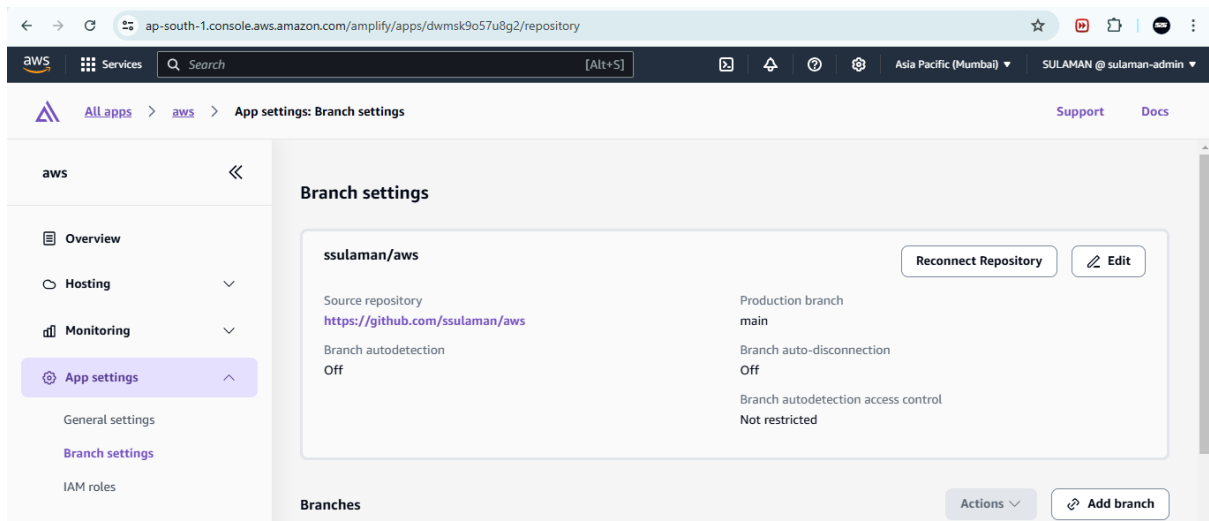 ap-south-1.console.aws.amazon.com/amplify/apps/dwmsk9o57u8g2/repository
aws Services Search [Alt+S] Asia Pacific (Mumbai) SULAMAN @ sulaman-admin
All apps > aws > App settings: Branch settings Support Docs
aws
Overview
Hosting
Monitoring
App settings
General settings
Branch settings
IAM roles
Branch settings
ssulaman/aws Reconnect Repository Edit
Source repository
https://github.com/ssulaman/aws
Production branch
main
Branch autodetection
Off
Branch auto-disconnection
Off
Branch autodetection access control
Not restricted
Branches Actions Add branch